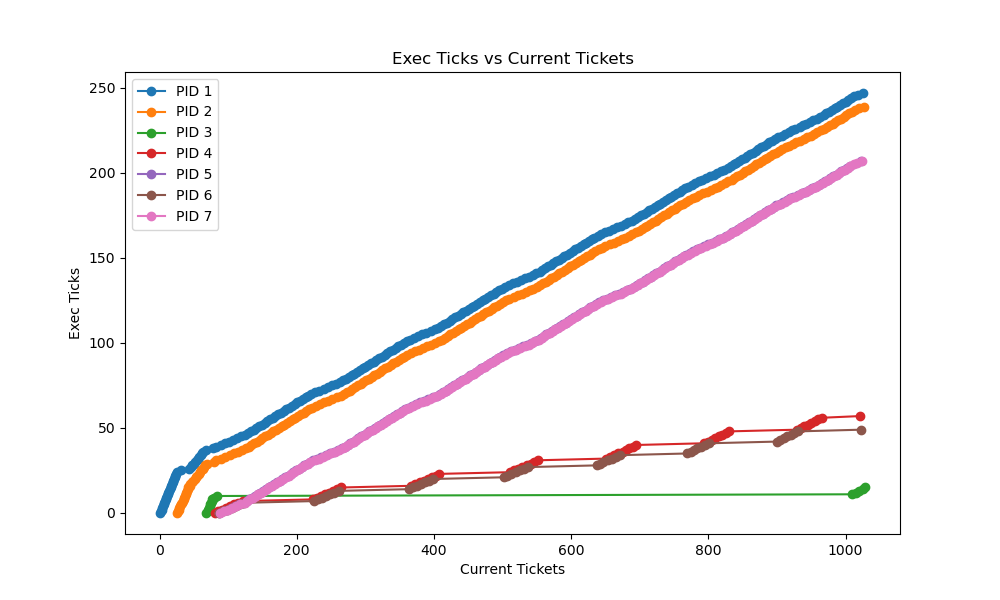 Exec Ticks vs Current Tickets
250
200
150
100
50
0
Exec Ticks
PID 1
PID 2
PID 3
PID 4
PID 5
PID 6
PID 7
0 200 400 600 800 1000
Current Tickets